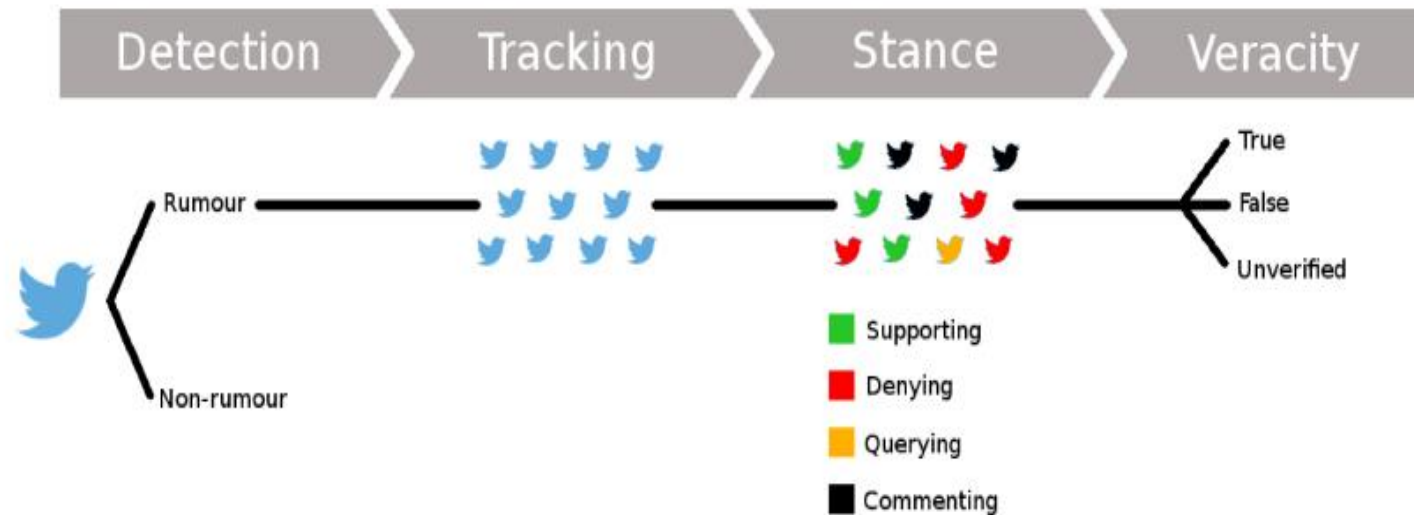 Detection Tracking Stance Veracity
True
Rumour
False
Unverified
Non-rumour
Supporting
Denying
Querying
Commenting